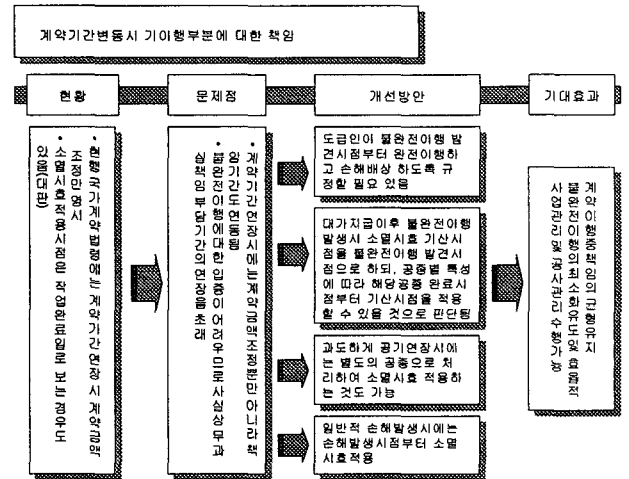 계약기간변동시 기이행부분에 대한 책임
현황
문제점
개선방안
기대효과
• 현행 국가계약법령에는 계약기간 연장시 계약금액
조정만 명시
• 소멸시효적용시점은 작업완료일로 보는 경우도
있음(대판)
• 계약기간 연장시에는 계약금액조정뿐만 아니라 책
임기간도 연동됨
• 불완전이행에 대한 입증이 어려우므로 사실상 무과
실책임 부담기간의 연장을 초래
도급인이 불완전이행 발
견시점부터 완전이행하
고 손해배상 하도록 규
정할 필요 있음
대가지급이후 불완전이행
발생시 소멸시효 기산시
점을 불완전이행 발견시
점으로 하되, 공종별 특성
에 따라 해당공종 완료시
점부터 기산시점을 적용
할 수 있을 것으로 판단됨
과도하게 공기연장시에
는 별도의 공종으로 처
리하여 소멸시효 적용하
는 것도 가능
일반적 손해발생시에는
손해발생시점부터 소멸
시효적용
계약이행중 책임의 균형유지
불완전이행의 최소화유도 및 효율적
사업관리 및 공사관리 수행가능